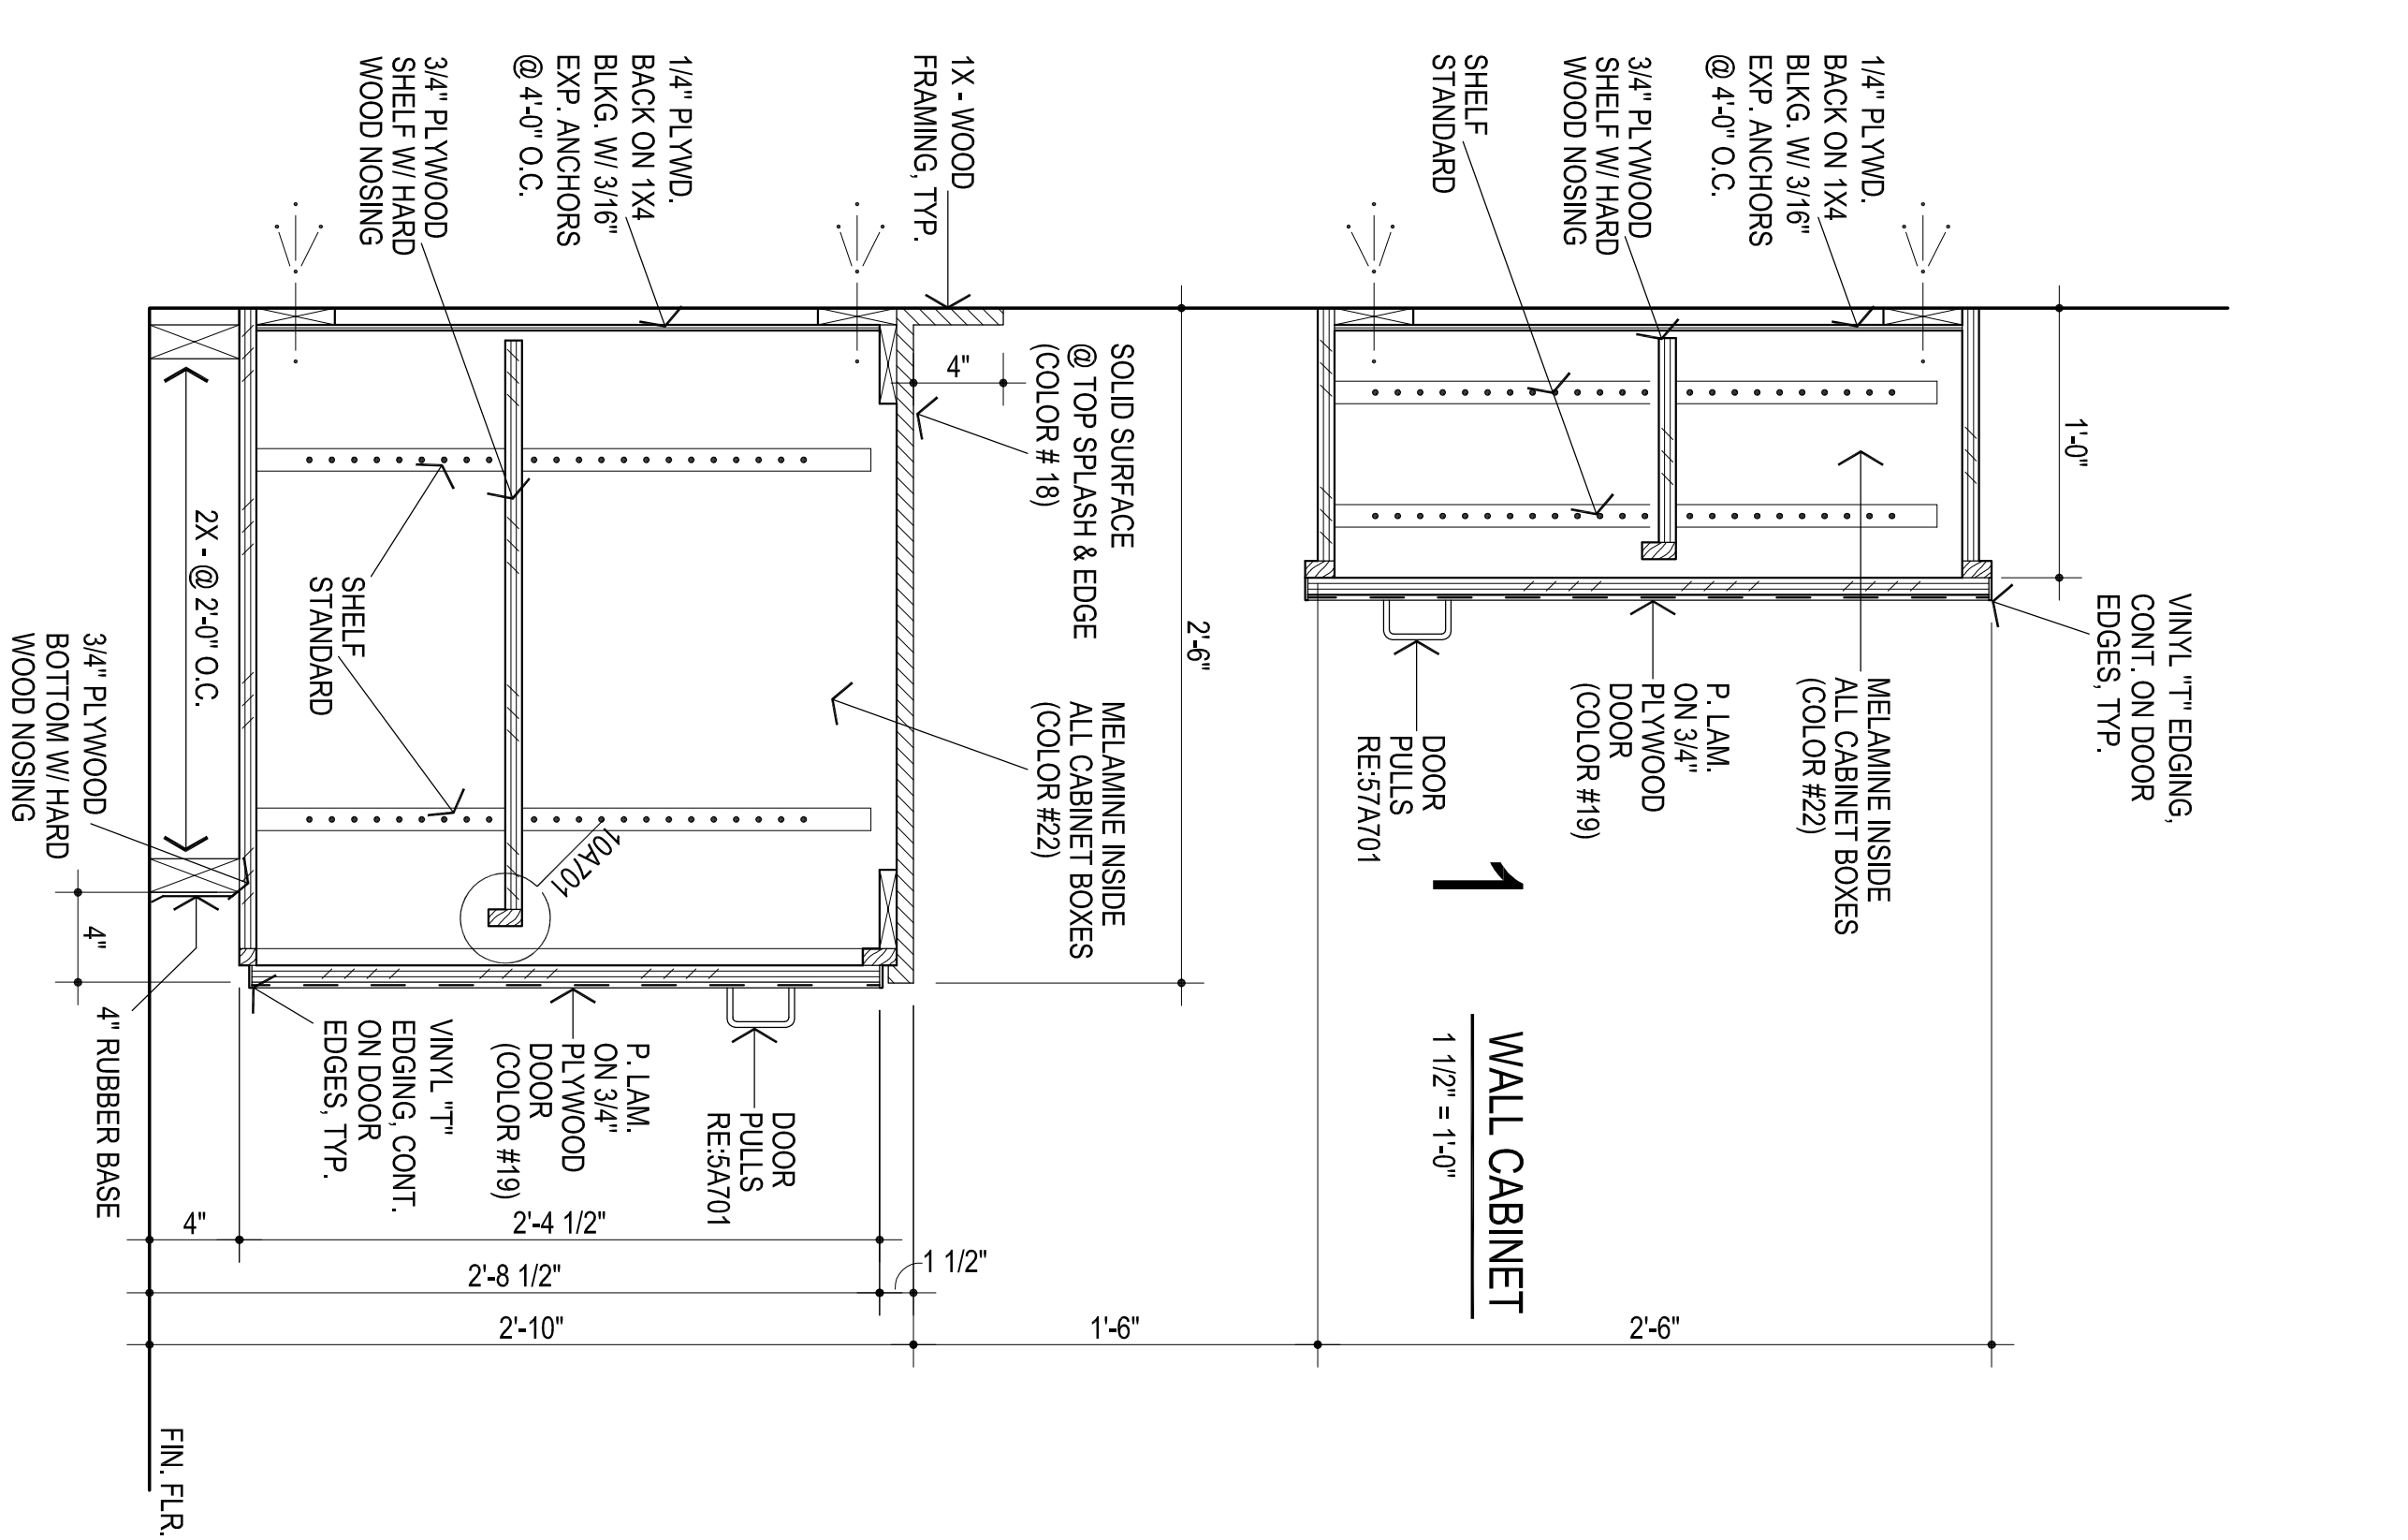 VINYL "T" EDGING,
CONT. ON DOOR
EDGES, TYP.
1'-0"
1/4" PLYWD.
BACK ON 1X4
BLKG. W/ 3/16"
EXP. ANCHORS
@ 4'-0" O.C.
MELAMINE INSIDE
ALL CABINET BOXES
(COLOR #22)
3/4" PLYWOOD
SHELF W/ HARD
WOOD NOSING
P. LAM.
ON 3/4"
PLYWOOD
DOOR
(COLOR #19)
SHELF
STANDARD
DOOR
PULLS
RE:57A701
2'-6"
1
WALL CABINET
1 1/2" = 1'-0"
2'-6"
1'-6"
SOLID SURFACE
@ TOP SPLASH & EDGE
(COLOR # 18)
MELAMINE INSIDE
ALL CABINET BOXES
(COLOR #22)
1X - WOOD
FRAMING, TYP.
4"
1/4" PLYWD.
BACK ON 1X4
BLKG. W/ 3/16"
EXP. ANCHORS
@ 4'-0" O.C.
3/4" PLYWOOD
SHELF W/ HARD
WOOD NOSING
10A701
DOOR
PULLS
RE:5A701
P. LAM.
ON 3/4"
PLYWOOD
DOOR
(COLOR #19)
VINYL "T"
EDGING, CONT.
ON DOOR
EDGES, TYP.
SHELF
STANDARD
2X - @ 2'-0" O.C.
3/4" PLYWOOD
BOTTOM W/ HARD
WOOD NOSING
4"
4" RUBBER BASE
4"
2'-4 1/2"
1 1/2"
2'-8 1/2"
2'-10"
FIN. FLR.